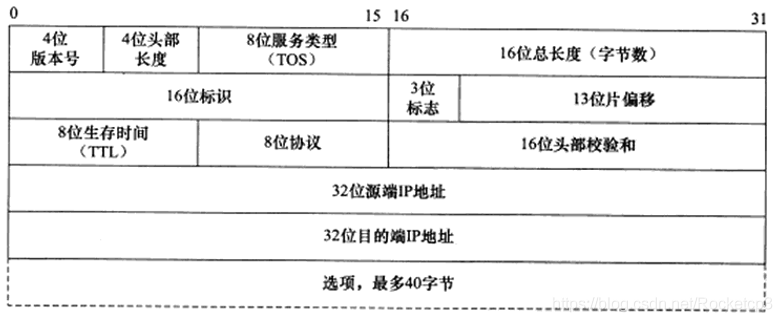 0 15 16 31
4位 4位头部 8位服务类型 16位总长度（字节数）
版本号 长度 （TOS）
16位标识 3位 13位片偏移
标志
8位生存时间 8位协议 16位头部校验和
（TTL）
32位源端IP地址
32位目的端IP地址
选项，最多40字节